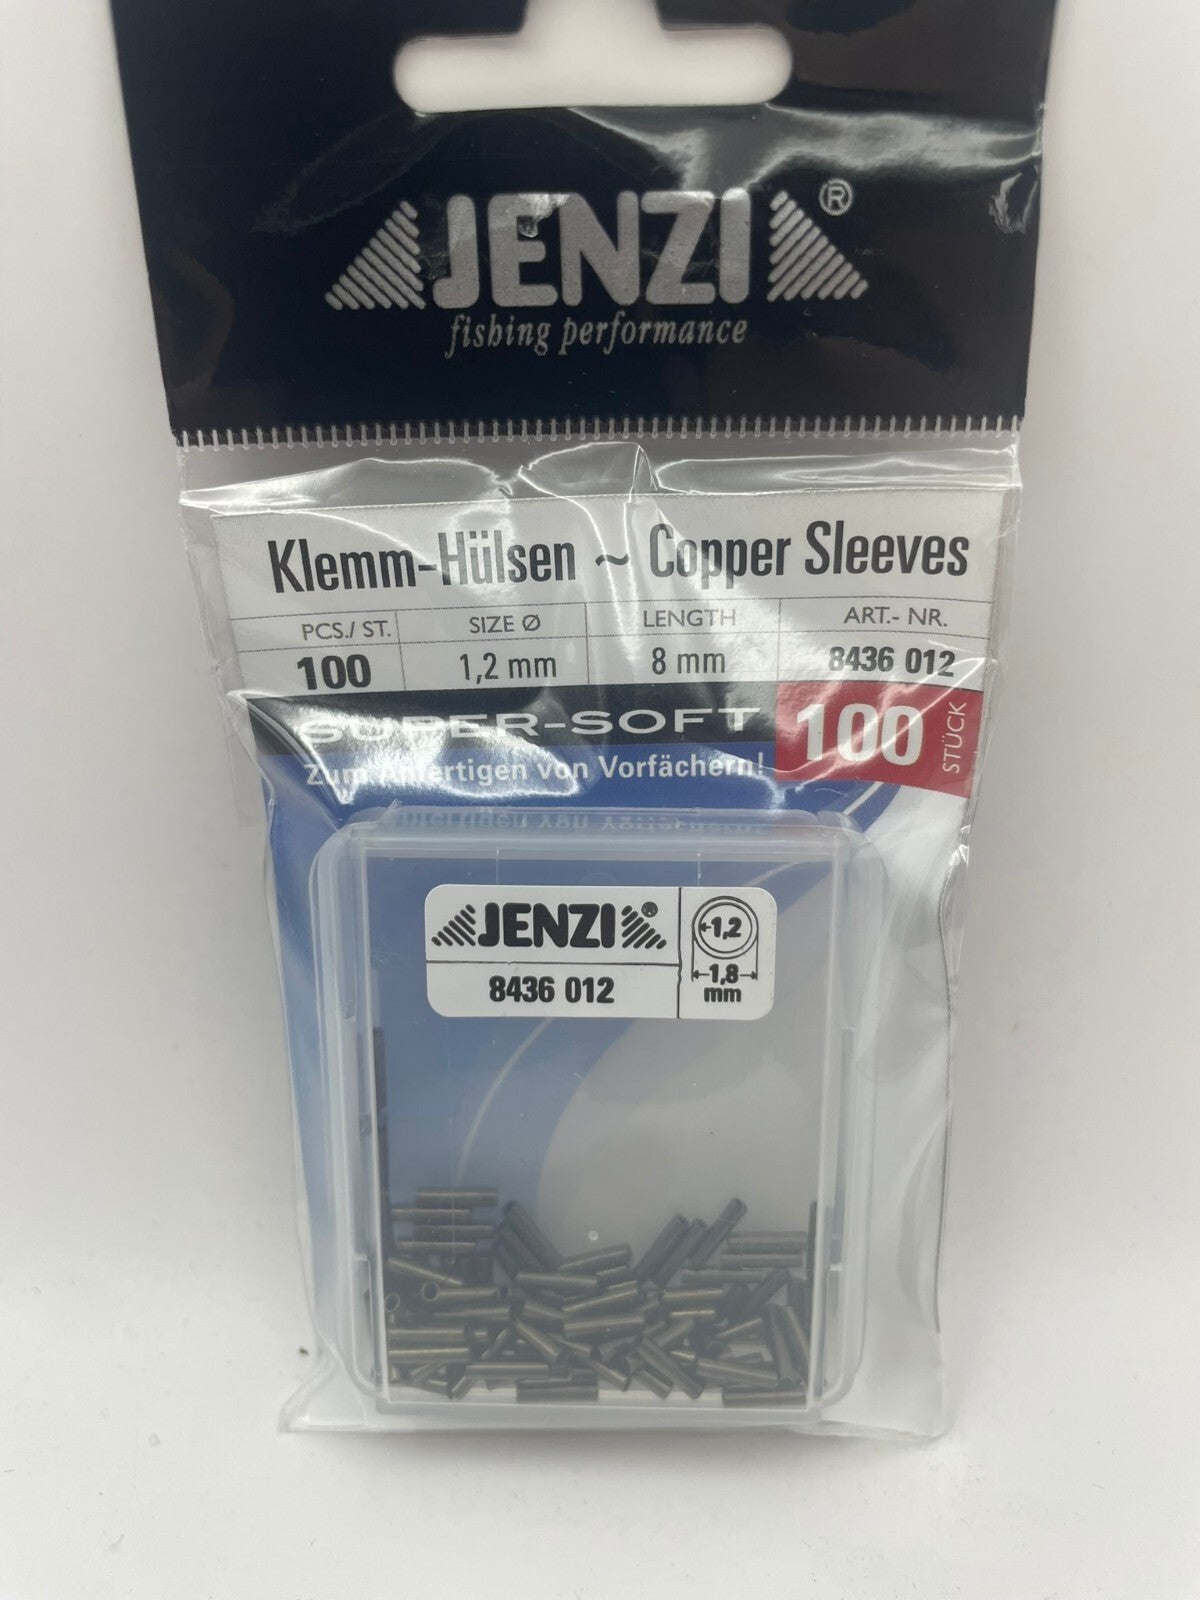 JENZI ®
fishing performance
Klemm-Hülsen ~ Copper Sleeves
PCS./ ST. SIZE Ø LENGTH ART.- NR.
100 1,2 mm 8 mm 8436 012
SUPER-SOFT 100 STÜCK
Zum Anfertigen von Vorfächern!
JENZI ® 1,2
8436 012 1,8
mm